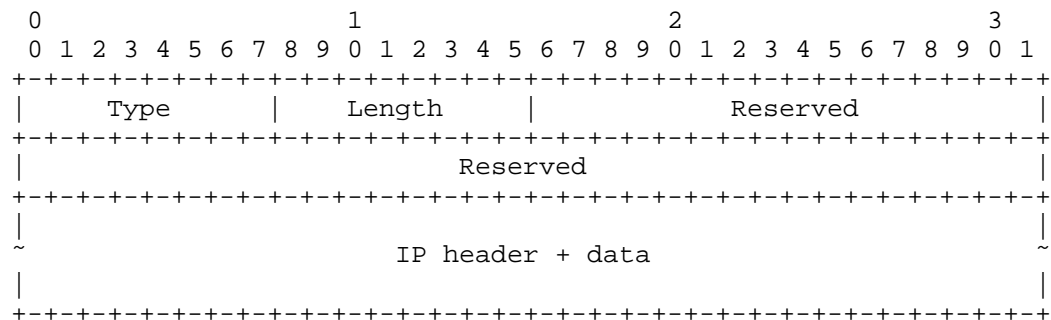 0                   1                   2                   3
 0 1 2 3 4 5 6 7 8 9 0 1 2 3 4 5 6 7 8 9 0 1 2 3 4 5 6 7 8 9 0 1
+-+-+-+-+-+-+-+-+-+-+-+-+-+-+-+-+-+-+-+-+-+-+-+-+-+-+-+-+-+-+-+-+
|     Type      |    Length     |            Reserved           |
+-+-+-+-+-+-+-+-+-+-+-+-+-+-+-+-+-+-+-+-+-+-+-+-+-+-+-+-+-+-+-+-+
|                           Reserved                            |
+-+-+-+-+-+-+-+-+-+-+-+-+-+-+-+-+-+-+-+-+-+-+-+-+-+-+-+-+-+-+-+-+
|                                                               |
~                       IP header + data                        ~
|                                                               |
+-+-+-+-+-+-+-+-+-+-+-+-+-+-+-+-+-+-+-+-+-+-+-+-+-+-+-+-+-+-+-+-+